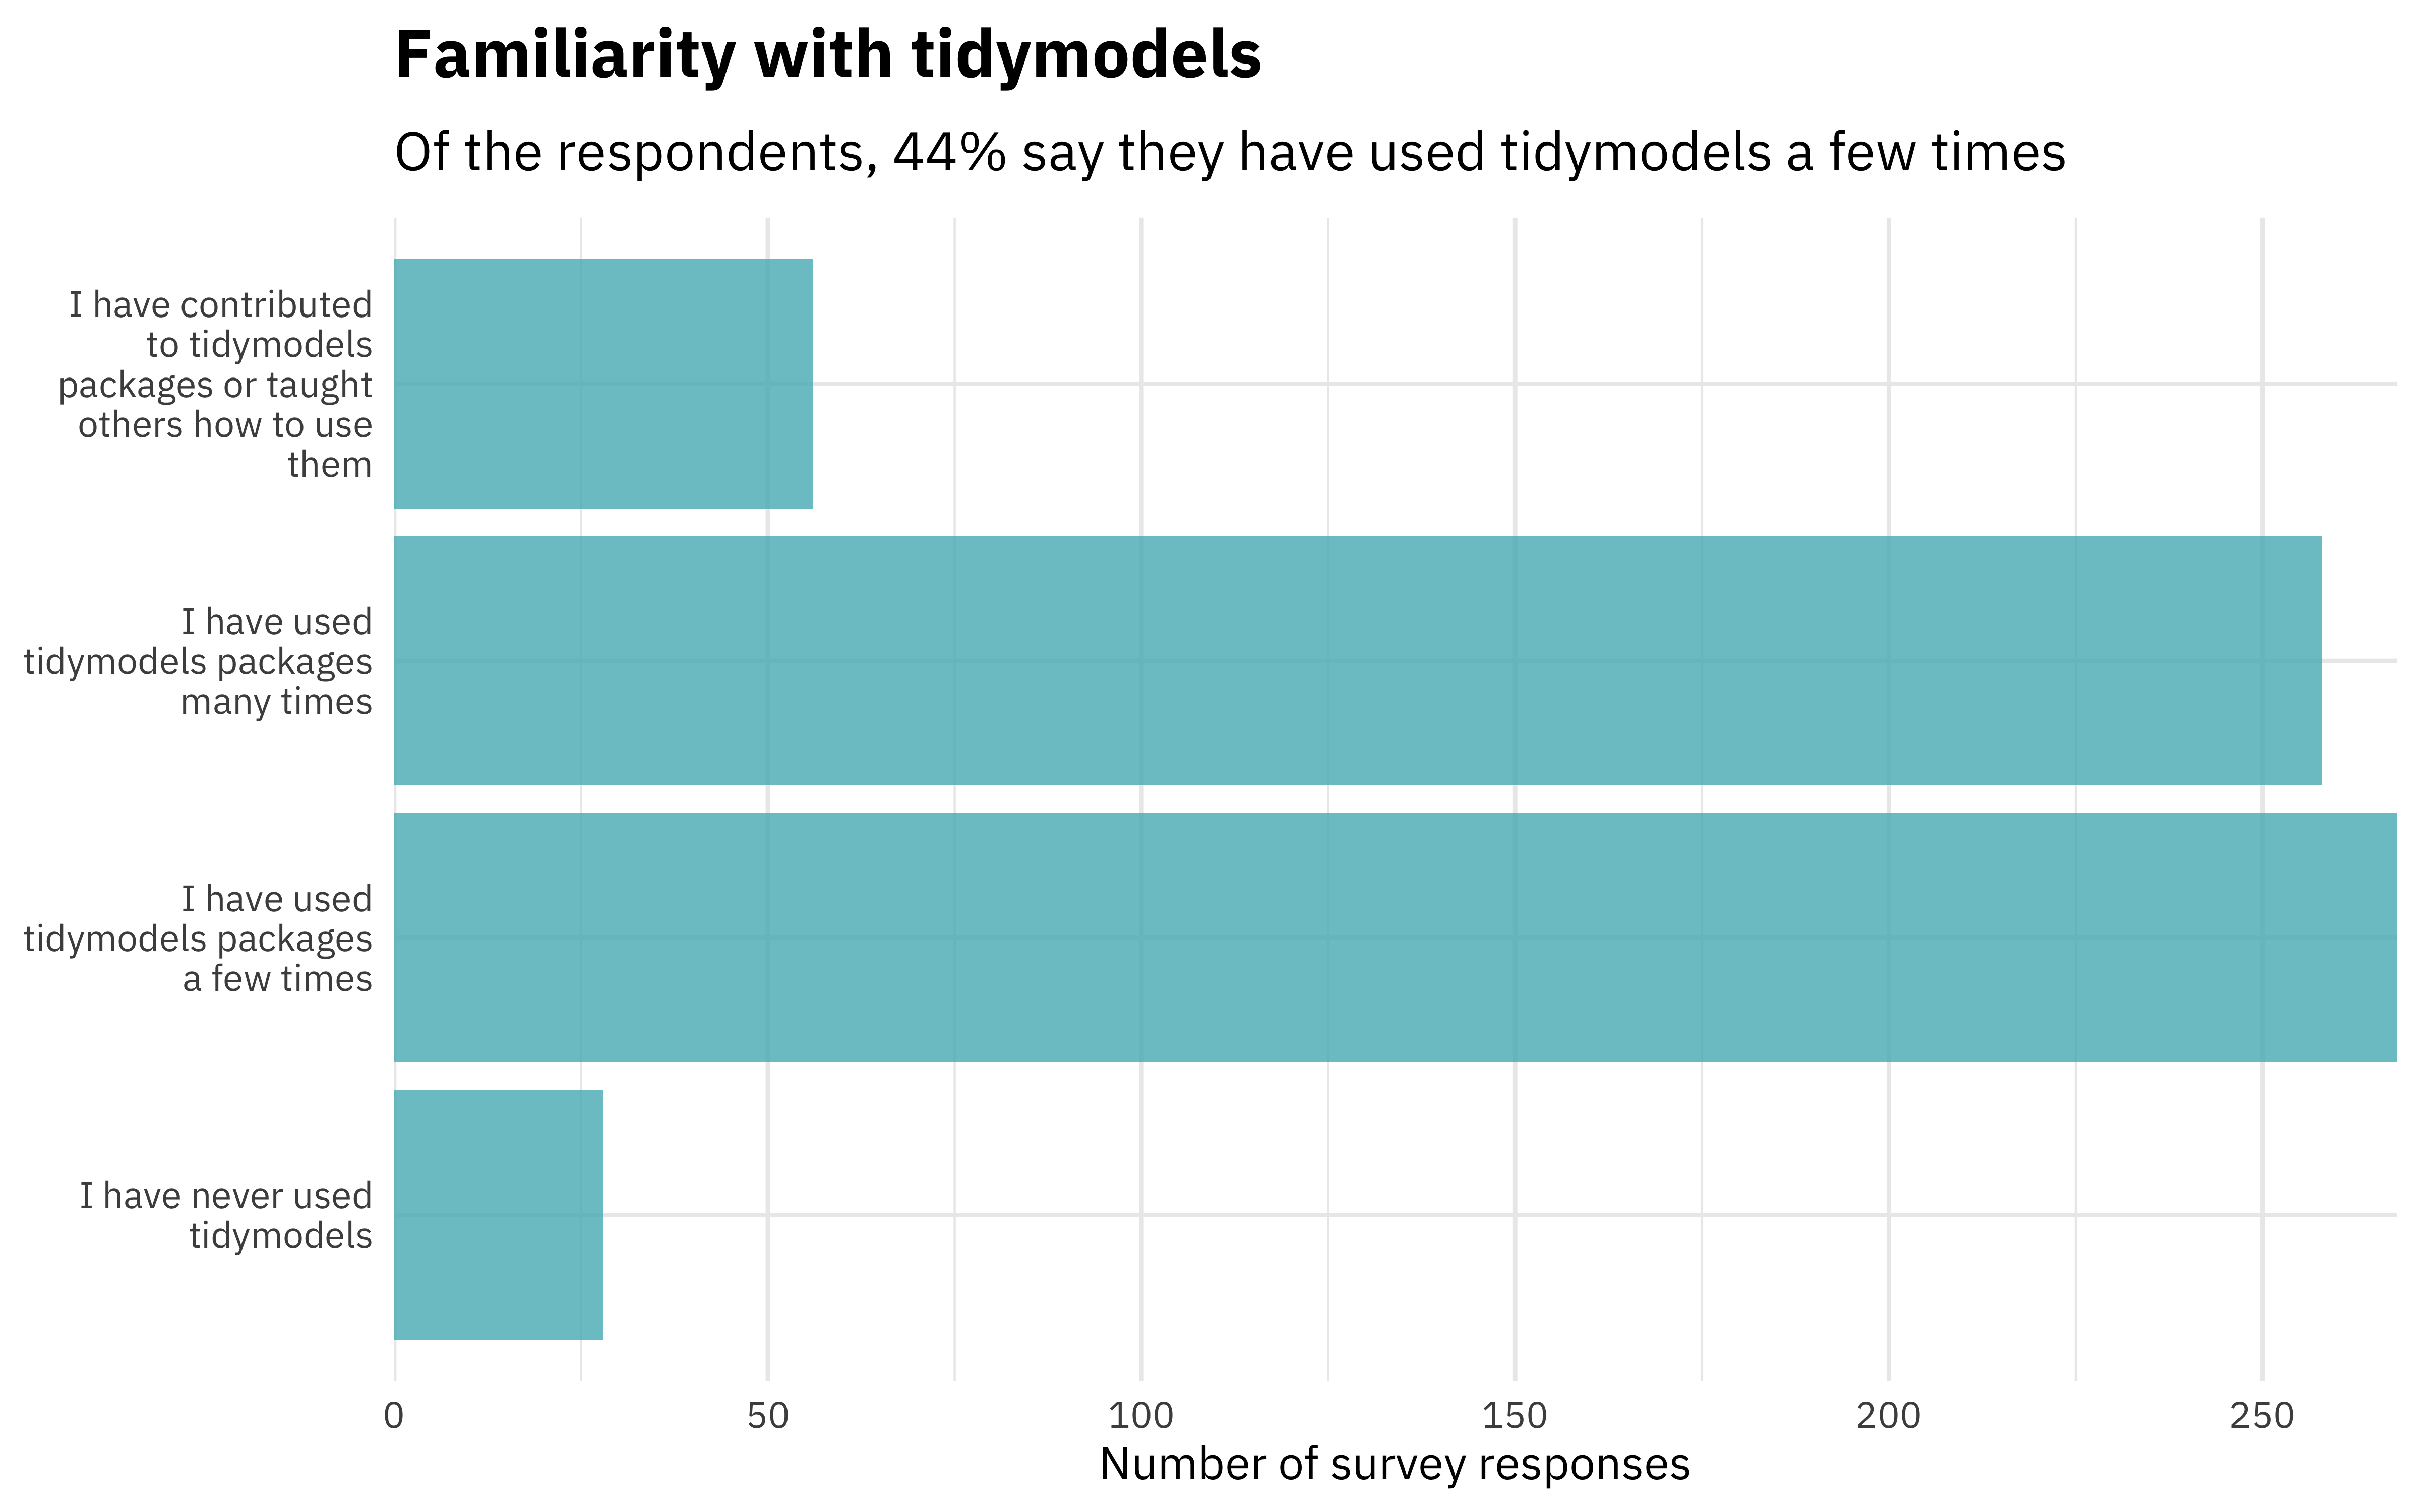 Familiarity with tidymodels
Of the respondents, 44% say they have used tidymodels a few times
I have contributed
to tidymodels
packages or taught
others how to use
them
I have used
tidymodels packages
many times
I have used
tidymodels packages
a few times
I have never used
tidymodels
0 50 100 150 200 250
Number of survey responses